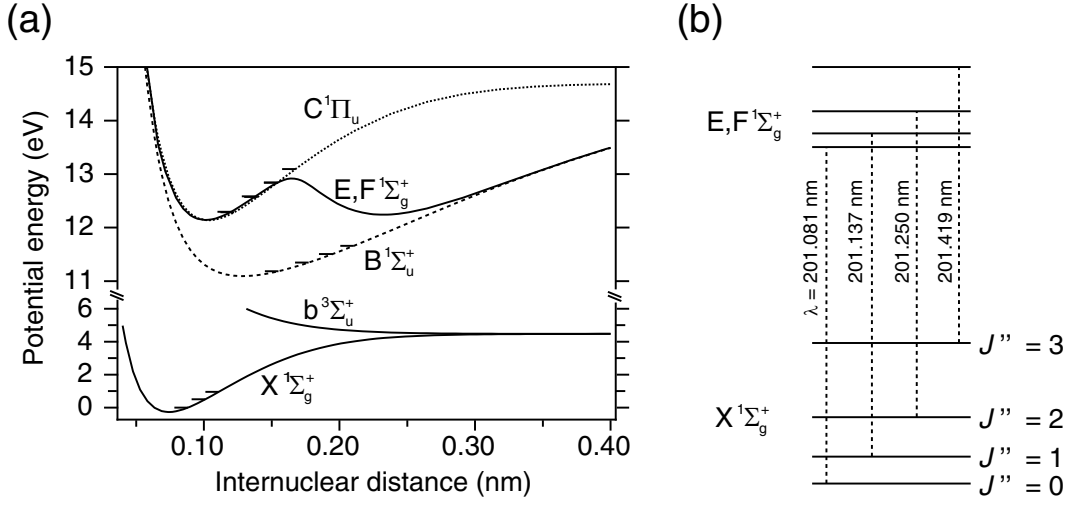 (a)
15
14
13
12
11
6
4
2
0
Potential energy (eV)
C¹Πᵤ
E,F¹Σg⁺
B¹Σᵤ⁺
b³Σᵤ⁺
X¹Σg⁺
0.10 0.20 0.30 0.40
Internuclear distance (nm)
(b)
E,F¹Σg⁺
λ = 201.081 nm
201.137 nm
201.250 nm
201.419 nm
X¹Σg⁺
J'' = 3
J'' = 2
J'' = 1
J'' = 0